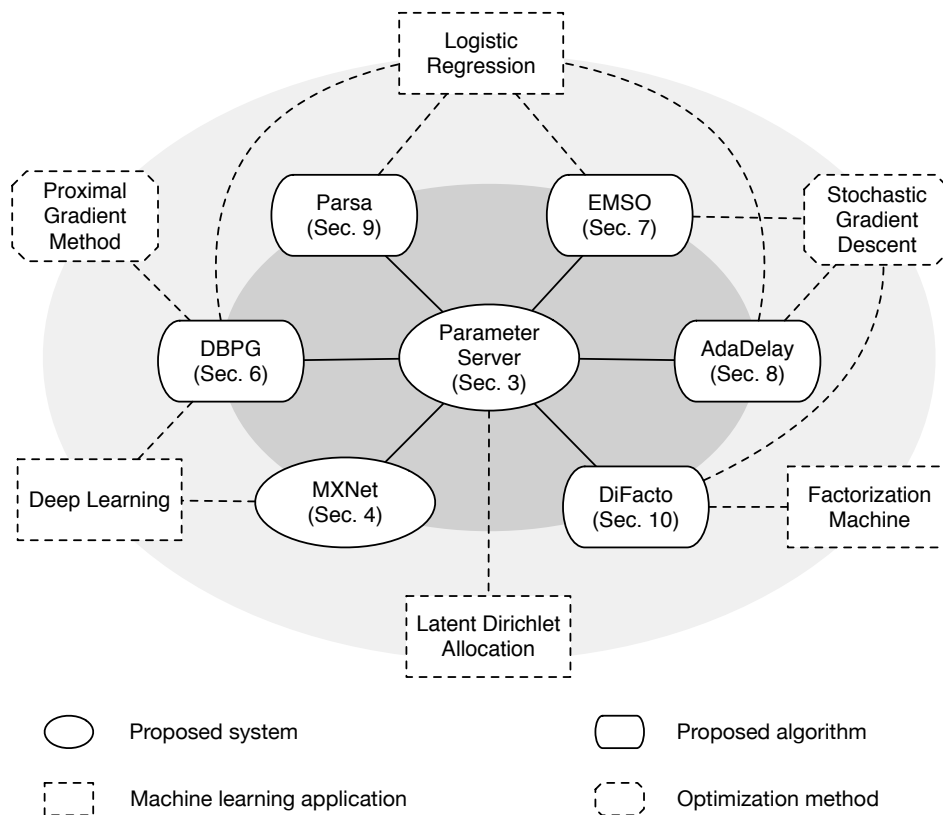 Logistic
Regression
Proximal
Gradient
Method
Parsa
(Sec. 9)
EMSO
(Sec. 7)
Stochastic
Gradient
Descent
DBPG
(Sec. 6)
Parameter
Server
(Sec. 3)
AdaDelay
(Sec. 8)
Deep Learning
MXNet
(Sec. 4)
DiFacto
(Sec. 10)
Factorization
Machine
Latent Dirichlet
Allocation
Proposed system
Proposed algorithm
Machine learning application
Optimization method